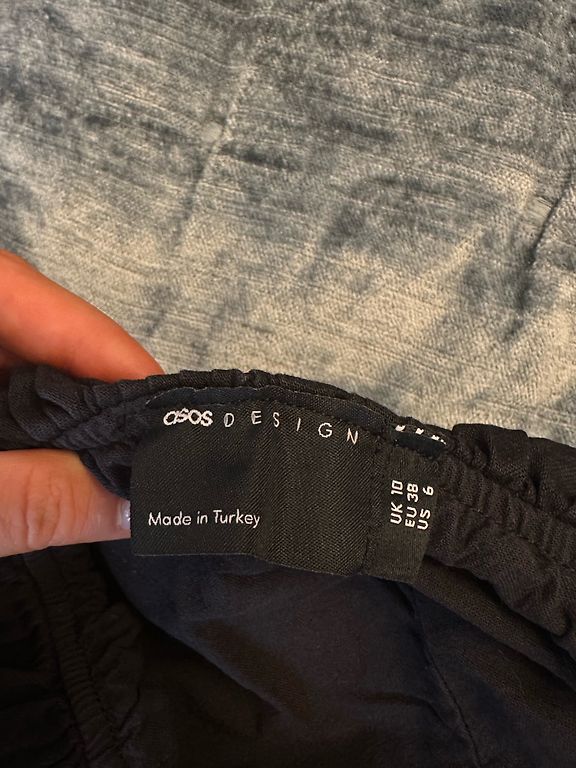 asos DESIGN
Made in Turkey
UK 10
EU 38
US 6